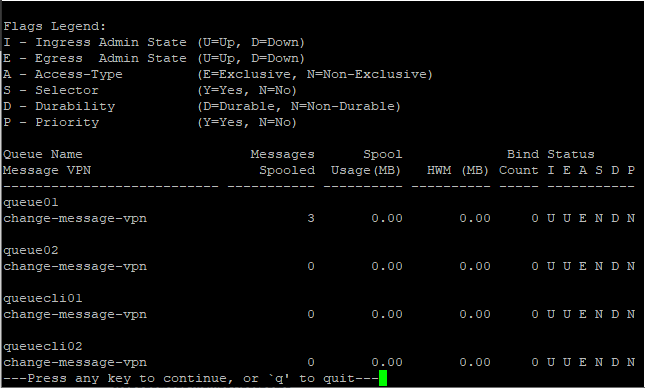 Flags Legend:
I - Ingress Admin State (U=Up, D=Down)
E - Egress  Admin State (U=Up, D=Down)
A - Access-Type         (E=Exclusive, N=Non-Exclusive)
S - Selector            (Y=Yes, N=No)
D - Durability          (D=Durable, N=Non-Durable)
P - Priority            (Y=Yes, N=No)
Queue Name                     Messages      Spool             Bind Status
Message VPN                     Spooled  Usage(MB)   HWM (MB) Count I E A S D P
--------------------------- ----------- ---------- ---------- ----- -----------
queue01
change-message-vpn                    3       0.00       0.00     0 U U E N D N
queue02
change-message-vpn                    0       0.00       0.00     0 U U E N D N
queuecli01
change-message-vpn                    0       0.00       0.00     0 U U E N D N
queuecli02
change-message-vpn                    0       0.00       0.00     0 U U E N D N
---Press any key to continue, or `q' to quit---